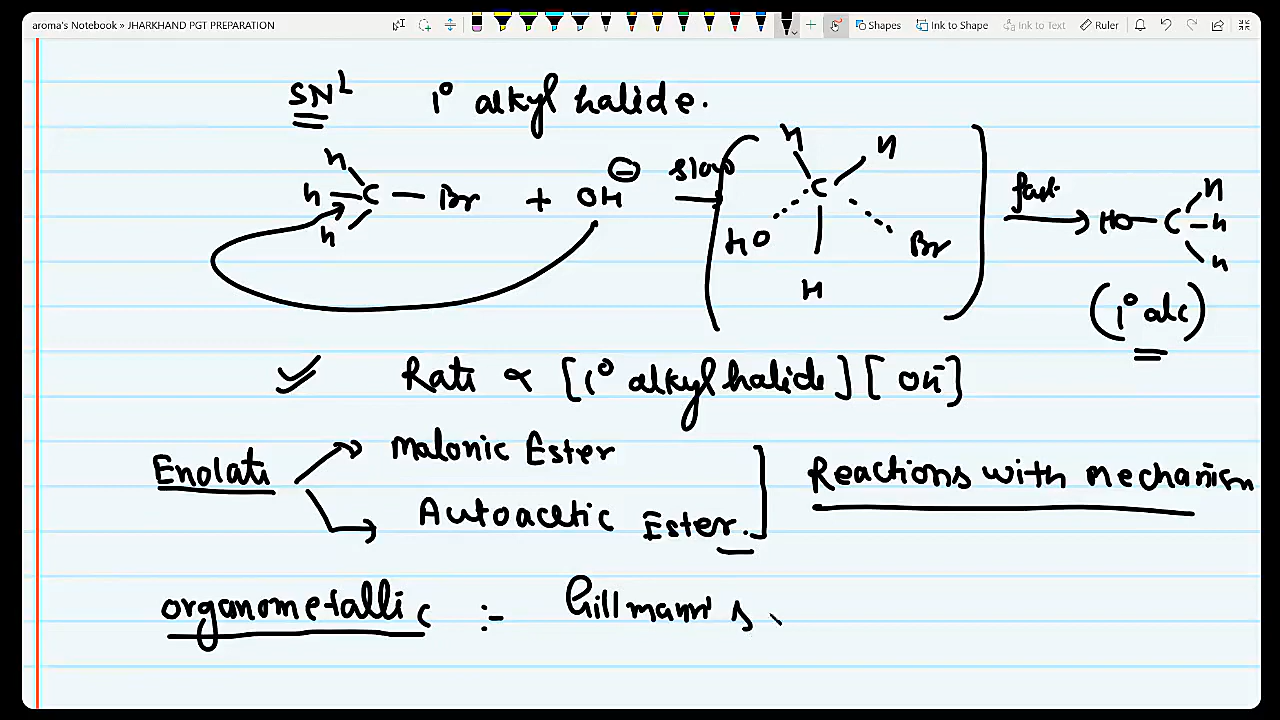 aroma's Notebook » JHARKHAND PGT PREPARATION
Shapes Ink to Shape Ink to Text Ruler
SN2 1° alkyl halide.
H H H C — Br + OH⊖ slow → ( H H C HO Br H ) fast → HO — C H H H
(1° alc)
Rate ∝ [1° alkyl halide] [OH-]
Enolate → Malonic Ester
→ Autoacetic Ester.
Reactions with Mechanism
organometallic :- Gillmann's